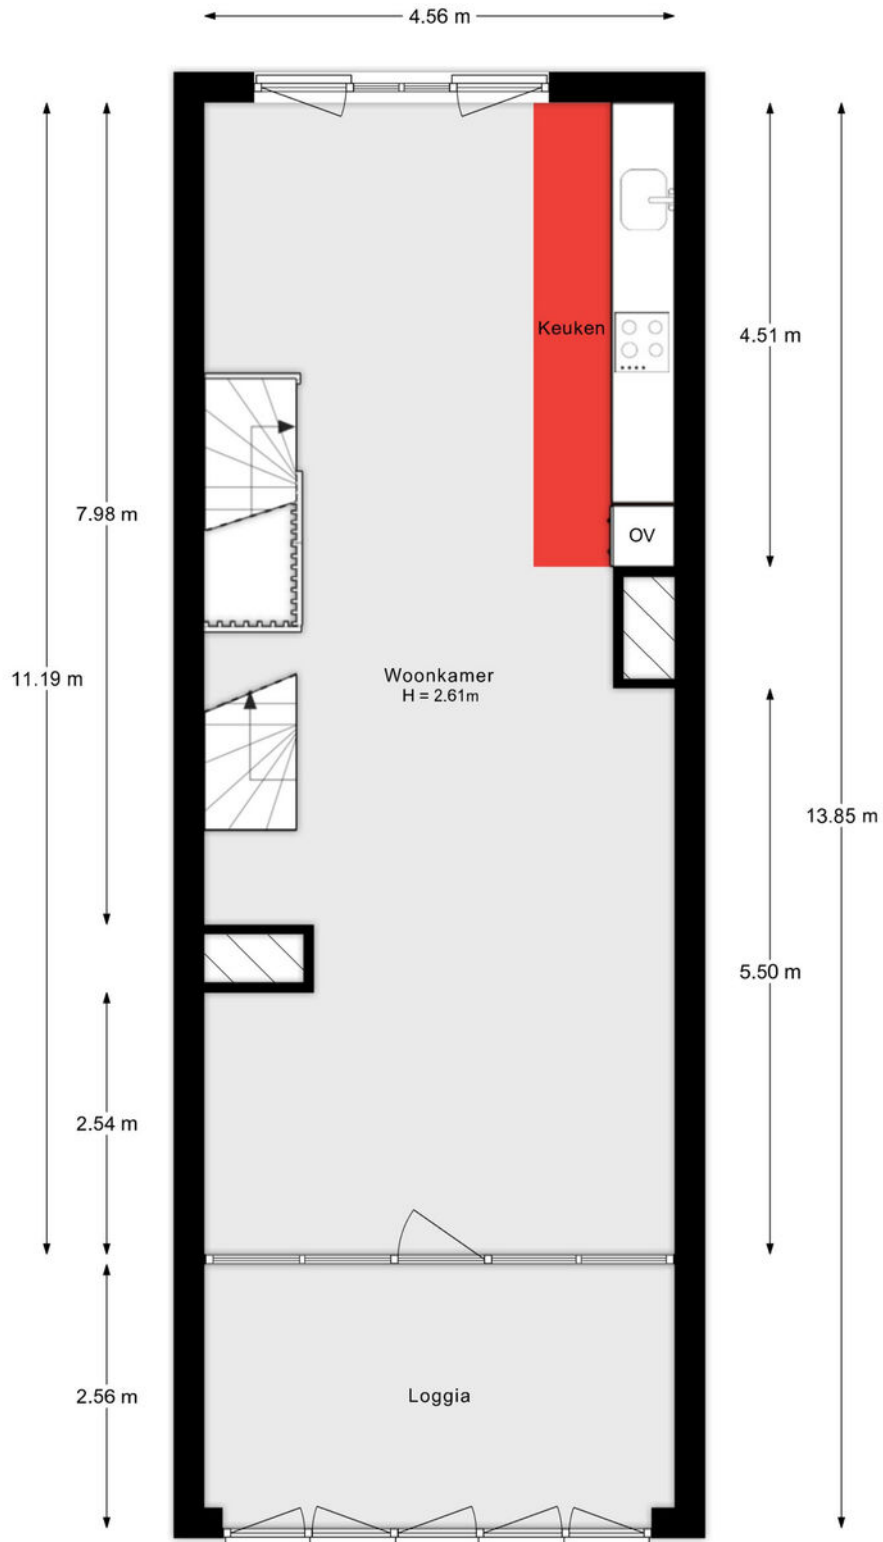 4.56 m
Keuken
4.51 m
7.98 m
OV
11.19 m
Woonkamer
H = 2.61m
13.85 m
5.50 m
2.54 m
2.56 m
Loggia